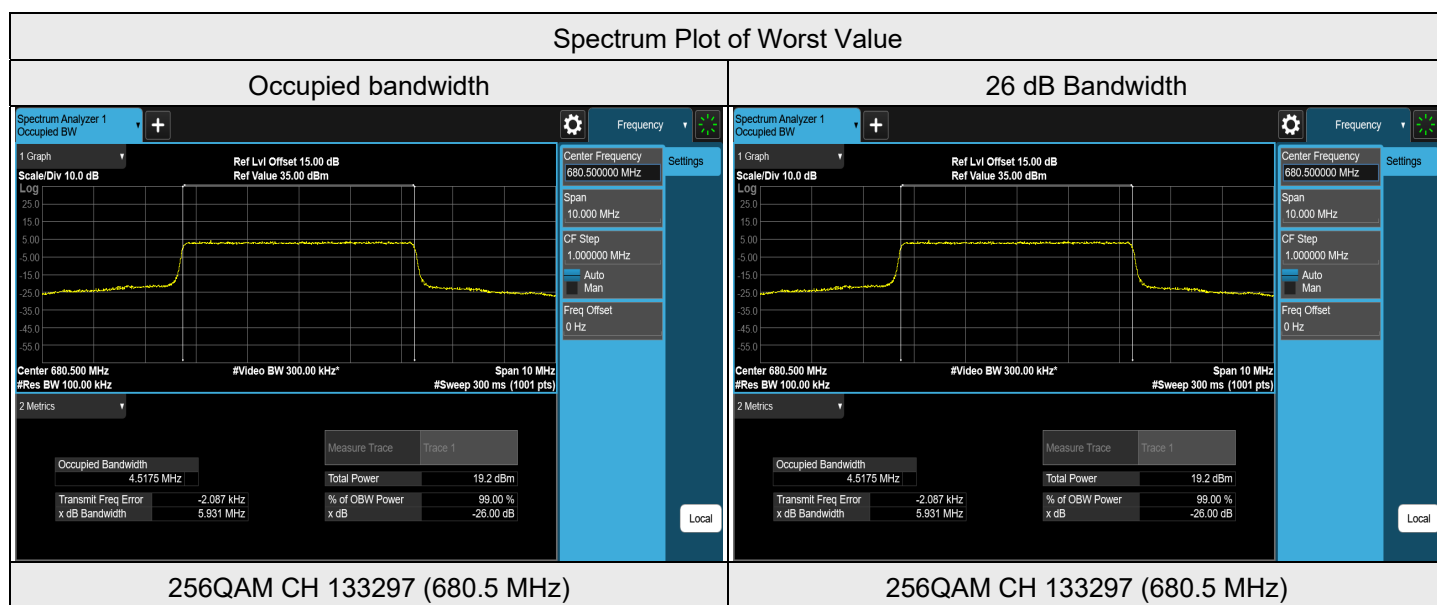 Spectrum Plot of Worst Value
Occupied bandwidth
26 dB Bandwidth
Spectrum Analyzer 1
Occupied BW
+
Frequency
1 Graph
Ref Lvl Offset 15.00 dB
Scale/Div 10.0 dB
Ref Value 35.00 dBm
Log
25.0
15.0
5.00
-5.00
-15.0
-25.0
-35.0
-45.0
-55.0
Center 680.500 MHz
#Video BW 300.00 kHz*
Span 10 MHz
#Res BW 100.00 kHz
#Sweep 300 ms (1001 pts)
Center Frequency
680.500000 MHz
Settings
Span
10.000 MHz
CF Step
1.000000 MHz
Auto
Man
Freq Offset
0 Hz
Local
2 Metrics
Measure Trace Trace 1
Occupied Bandwidth
4.5175 MHz
Total Power 19.2 dBm
Transmit Freq Error -2.087 kHz
% of OBW Power 99.00 %
x dB Bandwidth 5.931 MHz
x dB -26.00 dB
Spectrum Analyzer 1
Occupied BW
+
Frequency
1 Graph
Ref Lvl Offset 15.00 dB
Scale/Div 10.0 dB
Ref Value 35.00 dBm
Log
25.0
15.0
5.00
-5.00
-15.0
-25.0
-35.0
-45.0
-55.0
Center 680.500 MHz
#Video BW 300.00 kHz*
Span 10 MHz
#Res BW 100.00 kHz
#Sweep 300 ms (1001 pts)
Center Frequency
680.500000 MHz
Settings
Span
10.000 MHz
CF Step
1.000000 MHz
Auto
Man
Freq Offset
0 Hz
Local
2 Metrics
Measure Trace Trace 1
Occupied Bandwidth
4.5175 MHz
Total Power 19.2 dBm
Transmit Freq Error -2.087 kHz
% of OBW Power 99.00 %
x dB Bandwidth 5.931 MHz
x dB -26.00 dB
256QAM CH 133297 (680.5 MHz)
256QAM CH 133297 (680.5 MHz)